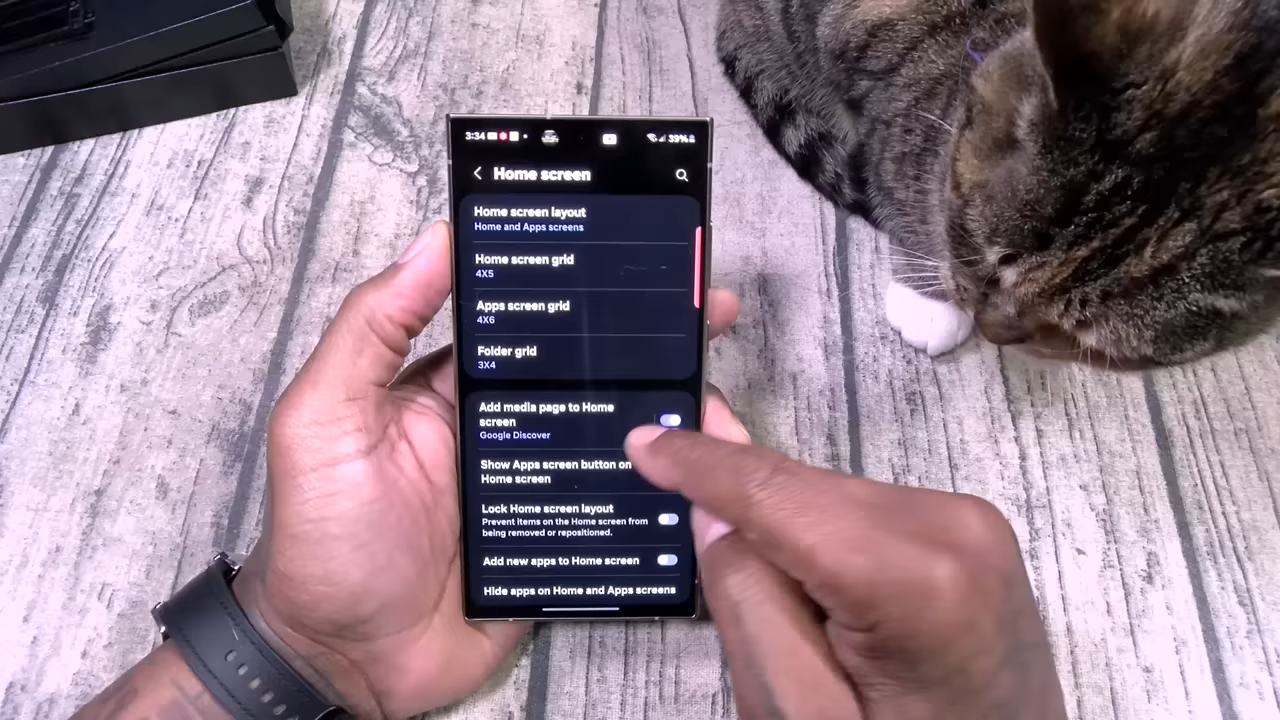 3:34
39%
Home screen
Home screen layout
Home and Apps screens
Home screen grid
4X5
Apps screen grid
4X6
Folder grid
3X4
Add media page to Home
screen
Google Discover
Show Apps screen button on
Home screen
Lock Home screen layout
Prevent items on the Home screen from
being removed or repositioned.
Add new apps to Home screen
Hide apps on Home and Apps screens